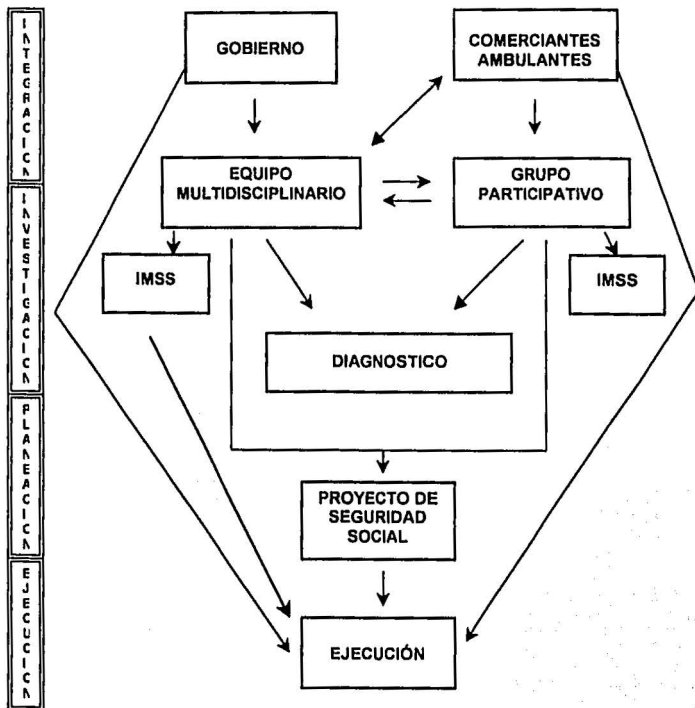 INTEGRACION
GOBIERNO
COMERCIANTES
AMBULANTES
EQUIPO
MULTIDISCIPLINARIO
GRUPO
PARTICIPATIVO
INVESTIGACION
IMSS
IMSS
DIAGNOSTICO
PLANEACION
PROYECTO DE
SEGURIDAD
SOCIAL
EJECUCION
EJECUCIÓN